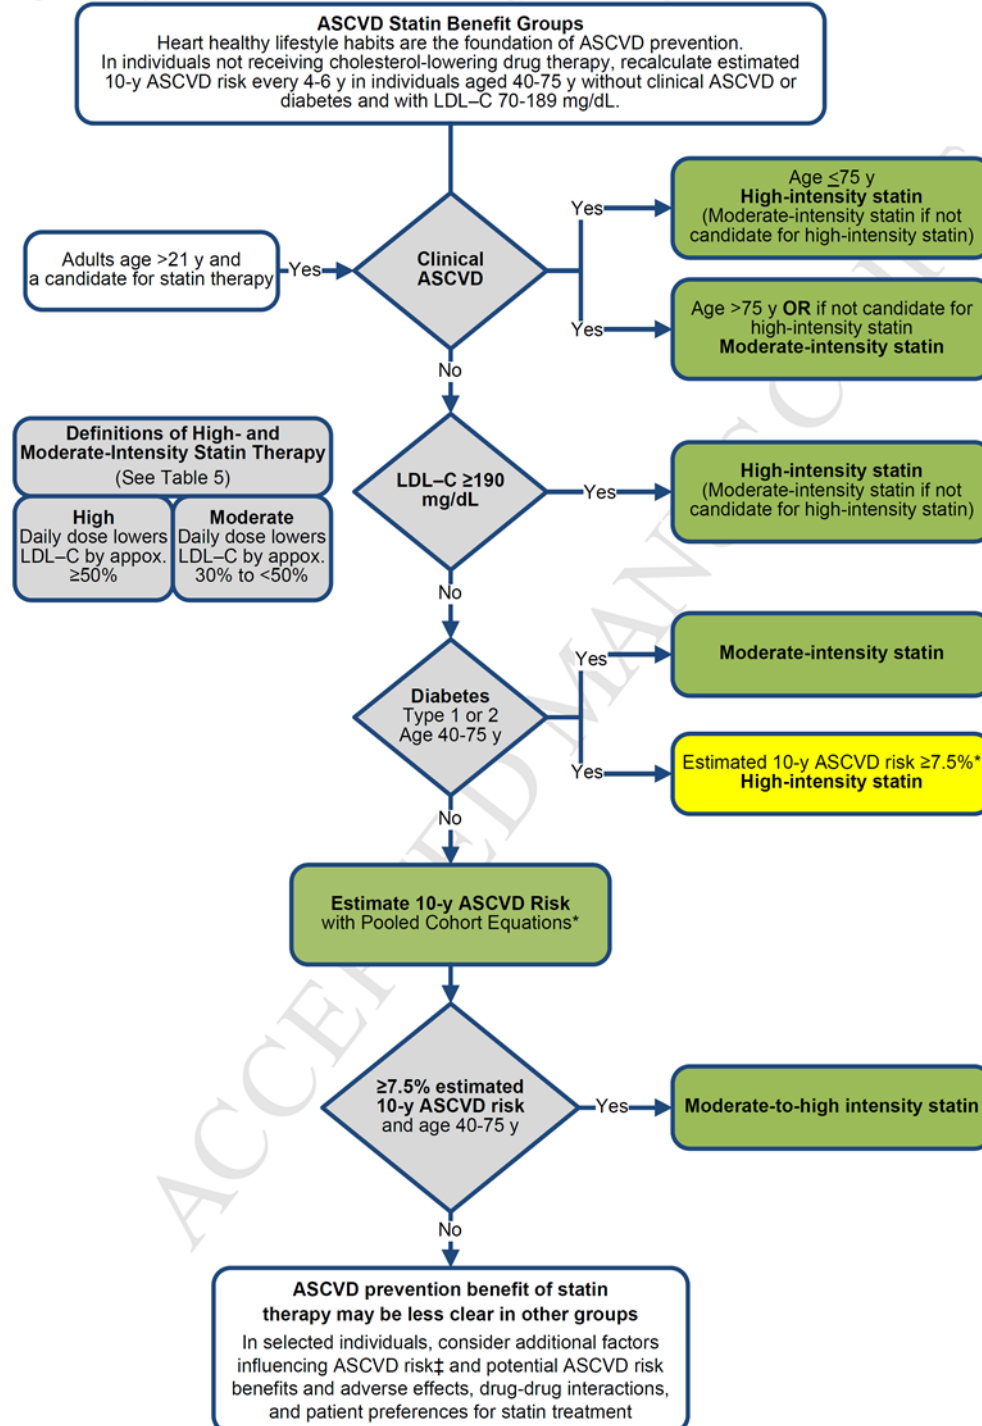 ASCVD Statin Benefit Groups
Heart healthy lifestyle habits are the foundation of ASCVD prevention.
In individuals not receiving cholesterol-lowering drug therapy, recalculate estimated
10-y ASCVD risk every 4-6 y in individuals aged 40-75 y without clinical ASCVD or
diabetes and with LDL–C 70-189 mg/dL.
Adults age >21 y and
a candidate for statin therapy
Yes
Clinical
ASCVD
Yes
Age ≤75 y
High-intensity statin
(Moderate-intensity statin if not
candidate for high-intensity statin)
Yes
Age >75 y OR if not candidate for
high-intensity statin
Moderate-intensity statin
No
Definitions of High- and
Moderate-Intensity Statin Therapy
(See Table 5)
High
Daily dose lowers
LDL–C by appox.
≥50%
Moderate
Daily dose lowers
LDL–C by appox.
30% to <50%
LDL–C ≥190
mg/dL
Yes
High-intensity statin
(Moderate-intensity statin if not
candidate for high-intensity statin)
No
Diabetes
Type 1 or 2
Age 40-75 y
Yes
Moderate-intensity statin
Yes
Estimated 10-y ASCVD risk ≥7.5%*
High-intensity statin
No
Estimate 10-y ASCVD Risk
with Pooled Cohort Equations*
≥7.5% estimated
10-y ASCVD risk
and age 40-75 y
Yes
Moderate-to-high intensity statin
No
ASCVD prevention benefit of statin
therapy may be less clear in other groups
In selected individuals, consider additional factors
influencing ASCVD risk‡ and potential ASCVD risk
benefits and adverse effects, drug-drug interactions,
and patient preferences for statin treatment